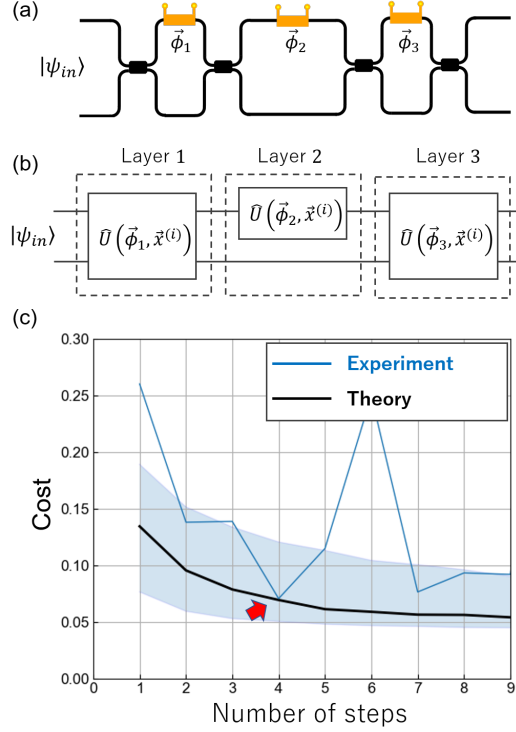 (a)
|ψ_in⟩
ϕ⃗₁
ϕ⃗₂
ϕ⃗₃
(b)
Layer 1
Layer 2
Layer 3
|ψ_in⟩
Û(ϕ⃗₁, x⃗⁽ⁱ⁾)
Û(ϕ⃗₂, x⃗⁽ⁱ⁾)
Û(ϕ⃗₃, x⃗⁽ⁱ⁾)
(c)
0.30
0.25
0.20
0.15
0.10
0.05
0.00
Cost
Experiment
Theory
0 1 2 3 4 5 6 7 8 9
Number of steps